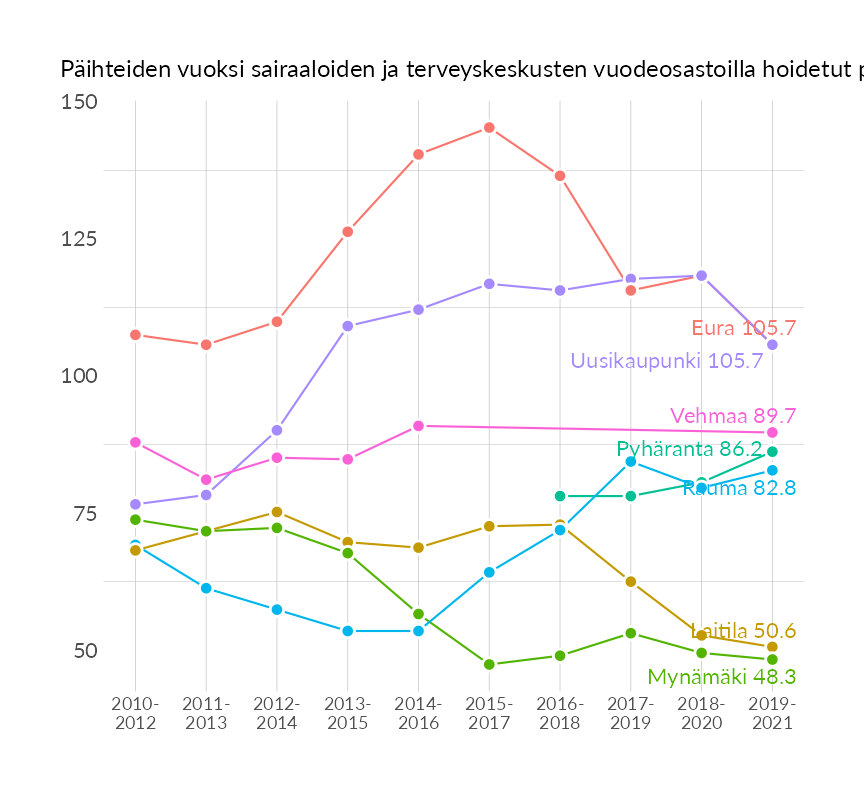 Päihteiden vuoksi sairaaloiden ja terveyskeskusten vuodeosastoilla hoidetut
150
125
100
75
50
Eura 105.7
Uusikaupunki 105.7
Vehmaa 89.7
Pyhäranta 86.2
Rauma 82.8
Laitila 50.6
Mynämäki 48.3
2010- 2011- 2012- 2013- 2014- 2015- 2016- 2017- 2018- 2019-
2012 2013 2014 2015 2016 2017 2018 2019 2020 2021